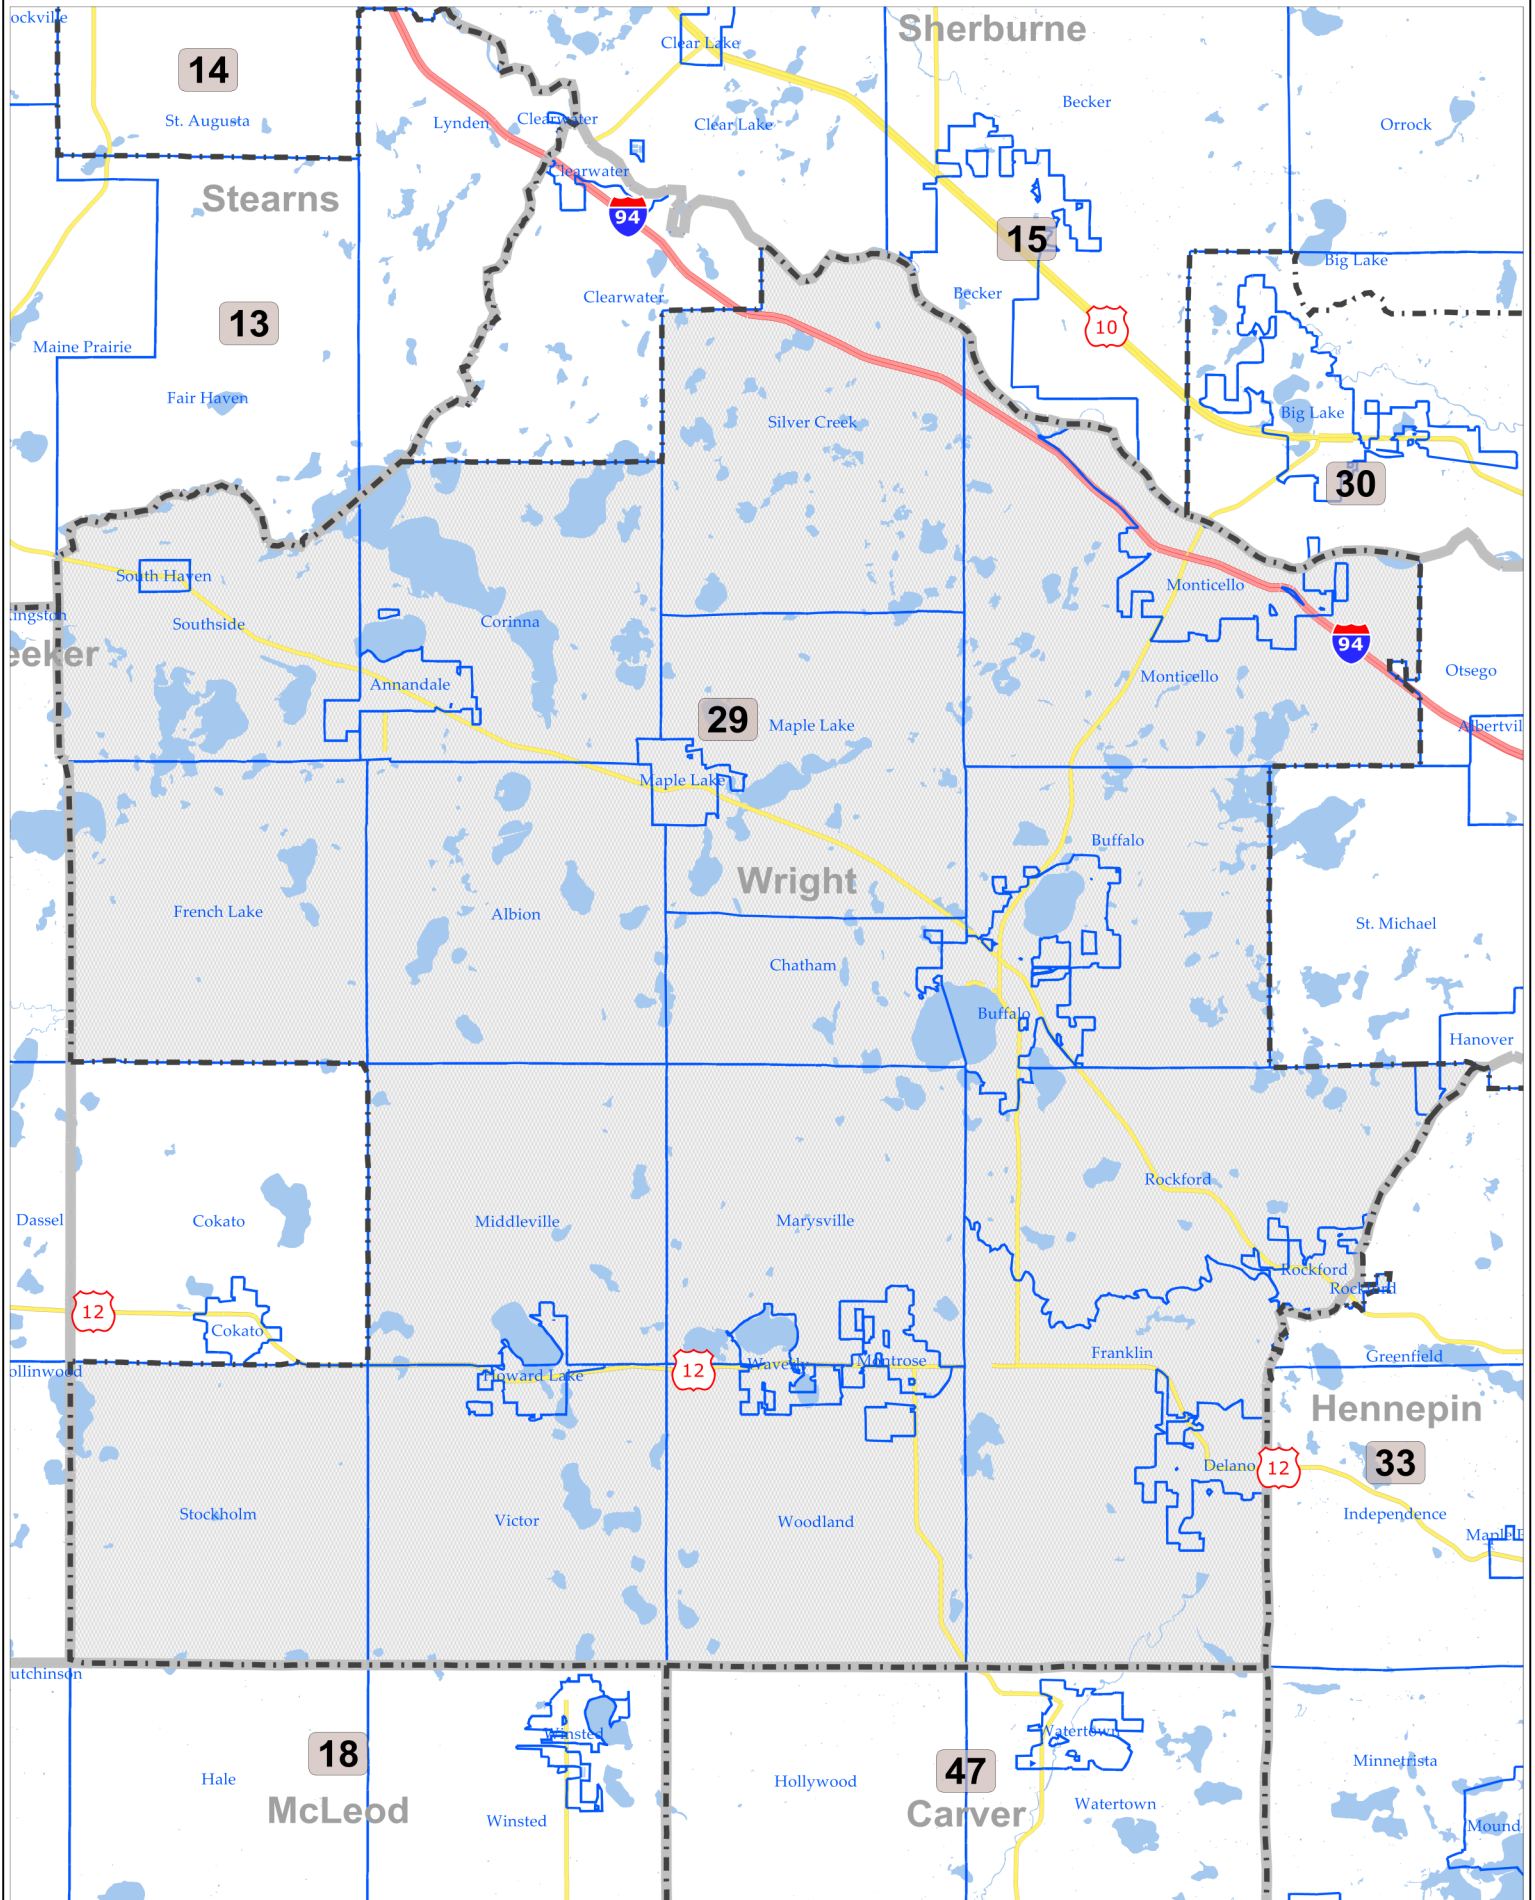 ockville
Clear Lake
Sherburne
14
St. Augusta
Lynden
Clearwater
Clear Lake
Becker
Orrock
Clearwater
Stearns
94
15
Big Lake
Clearwater
Becker
13
10
Maine Prairie
Fair Haven
Silver Creek
Big Lake
30
South Haven
Monticello
ingston
Southside
Corinna
eeker
94
Annandale
Monticello
Otsego
29
Maple Lake
Albertvil
Maple Lake
Buffalo
Wright
French Lake
Albion
St. Michael
Chatham
Buffalo
Hanover
Rockford
Dassel
Cokato
Middleville
Marysville
Rockford
Rockford
12
Cokato
Franklin
Greenfield
ollinwood
Howard Lake
12
Waverly
Montrose
Hennepin
33
Delano
12
Stockholm
Victor
Woodland
Independence
Maple P
utchinson
Winsted
Watertown
18
Hale
Hollywood
47
Minnetrista
McLeod
Winsted
Carver
Watertown
Mound